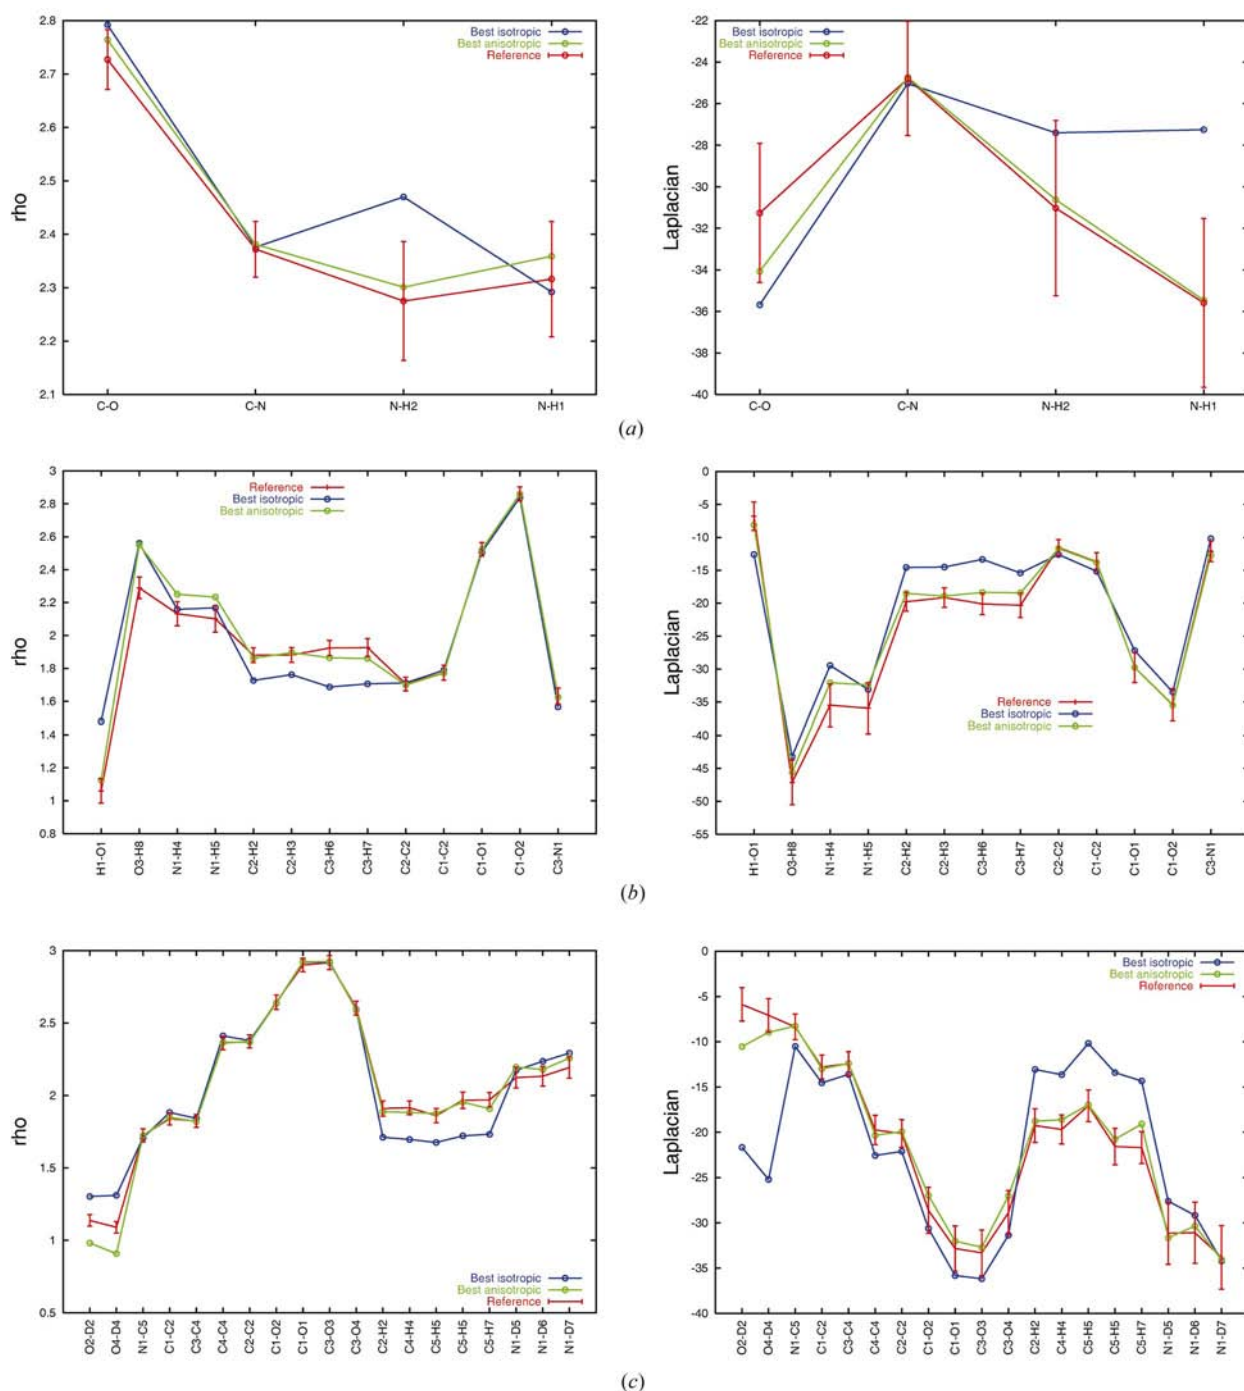 2.8
2.7
2.6
2.5
2.4
2.3
2.2
2.1
rho
Best isotropic
Best anisotropic
Reference
C-O
C-N
N-H2
N-H1
-22
-24
-26
-28
-30
-32
-34
-36
-38
-40
Laplacian
Best isotropic
Best anisotropic
Reference
C-O
C-N
N-H2
N-H1
(a)
3
2.8
2.6
2.4
2.2
2
1.8
1.6
1.4
1.2
1
0.8
rho
Reference
Best isotropic
Best anisotropic
H1-O1
O3-H8
N1-H4
N1-H5
C2-H2
C2-H3
C3-H6
C3-H7
C2-C2
C1-C2
C1-O1
C1-O2
C3-N1
0
-5
-10
-15
-20
-25
-30
-35
-40
-45
-50
-55
Laplacian
Reference
Best isotropic
Best anisotropic
H1-O1
O3-H8
N1-H4
N1-H5
C2-H2
C2-H3
C3-H6
C3-H7
C2-C2
C1-C2
C1-O1
C1-O2
C3-N1
(b)
3
2.5
2
1.5
1
0.5
rho
Best isotropic
Best anisotropic
Reference
O2-D2
O4-D4
N1-C5
C1-C2
C3-C4
C4-C4
C2-C2
C1-O2
C1-O1
C3-O3
C3-O4
C2-H2
C4-H4
C5-H5
C5-H5
C5-H7
N1-D5
N1-D6
N1-D7
0
-5
-10
-15
-20
-25
-30
-35
-40
Laplacian
Best isotropic
Best anisotropic
Reference
O2-D2
O4-D4
N1-C5
C1-C2
C3-C4
C4-C4
C2-C2
C1-O2
C1-O1
C3-O3
C3-O4
C2-H2
C4-H4
C5-H5
C5-H5
C5-H7
N1-D5
N1-D6
N1-D7
(c)